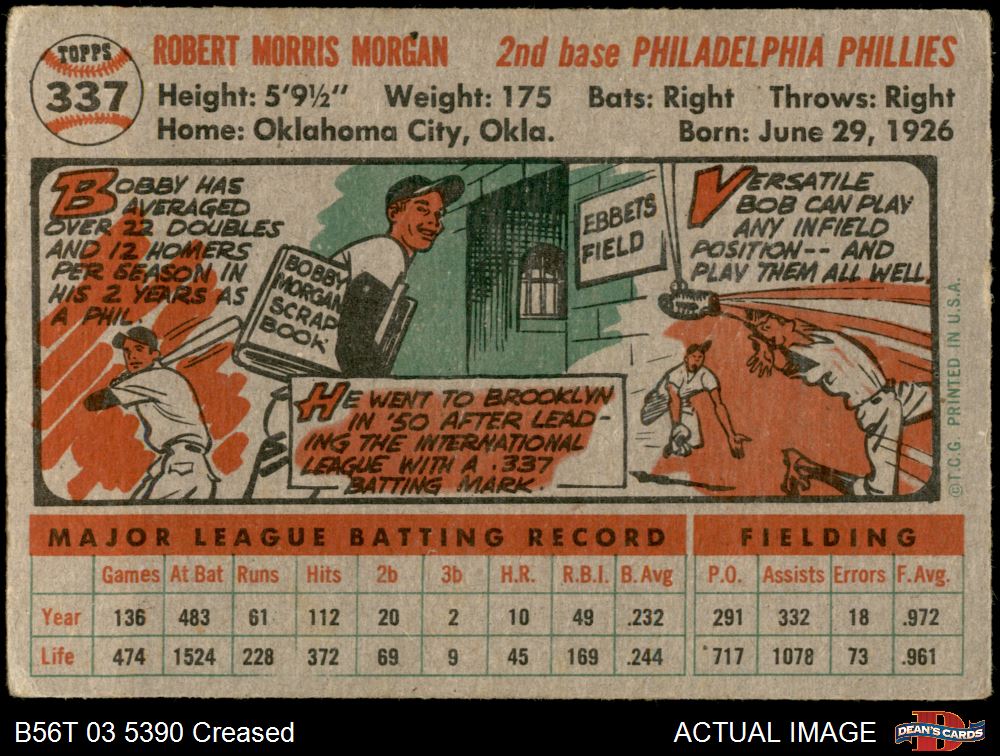 TOPPS
337
ROBERT MORRIS MORGAN 2nd base PHILADELPHIA PHILLIES
Height: 5'9½" Weight: 175 Bats: Right Throws: Right
Home: Oklahoma City, Okla. Born: June 29, 1926
BOBBY HAS
AVERAGED
OVER 22 DOUBLES
AND 12 HOMERS
PER SEASON IN
HIS 2 YEARS AS
A PHIL.
BOBBY
MORGAN
SCRAP
BOOK
EBBETS
FIELD
HE WENT TO BROOKLYN
IN '50 AFTER LEAD-
ING THE INTERNATIONAL
LEAGUE WITH A .337
BATTING MARK.
VERSATILE
BOB CAN PLAY
ANY INFIELD
POSITION-- AND
PLAY THEM ALL WELL.
©T.C.G. PRINTED IN U.S.A.
MAJOR LEAGUE BATTING RECORD FIELDING
Games At Bat Runs Hits 2b 3b H.R. R.B.I. B. Avg P.O. Assists Errors F. Avg.
Year 136 483 61 112 20 2 10 49 .232 291 332 18 .972
Life 474 1524 228 372 69 9 45 169 .244 717 1078 73 .961
B56T 03 5390 Creased ACTUAL IMAGE
D
DEAN'S CARDS